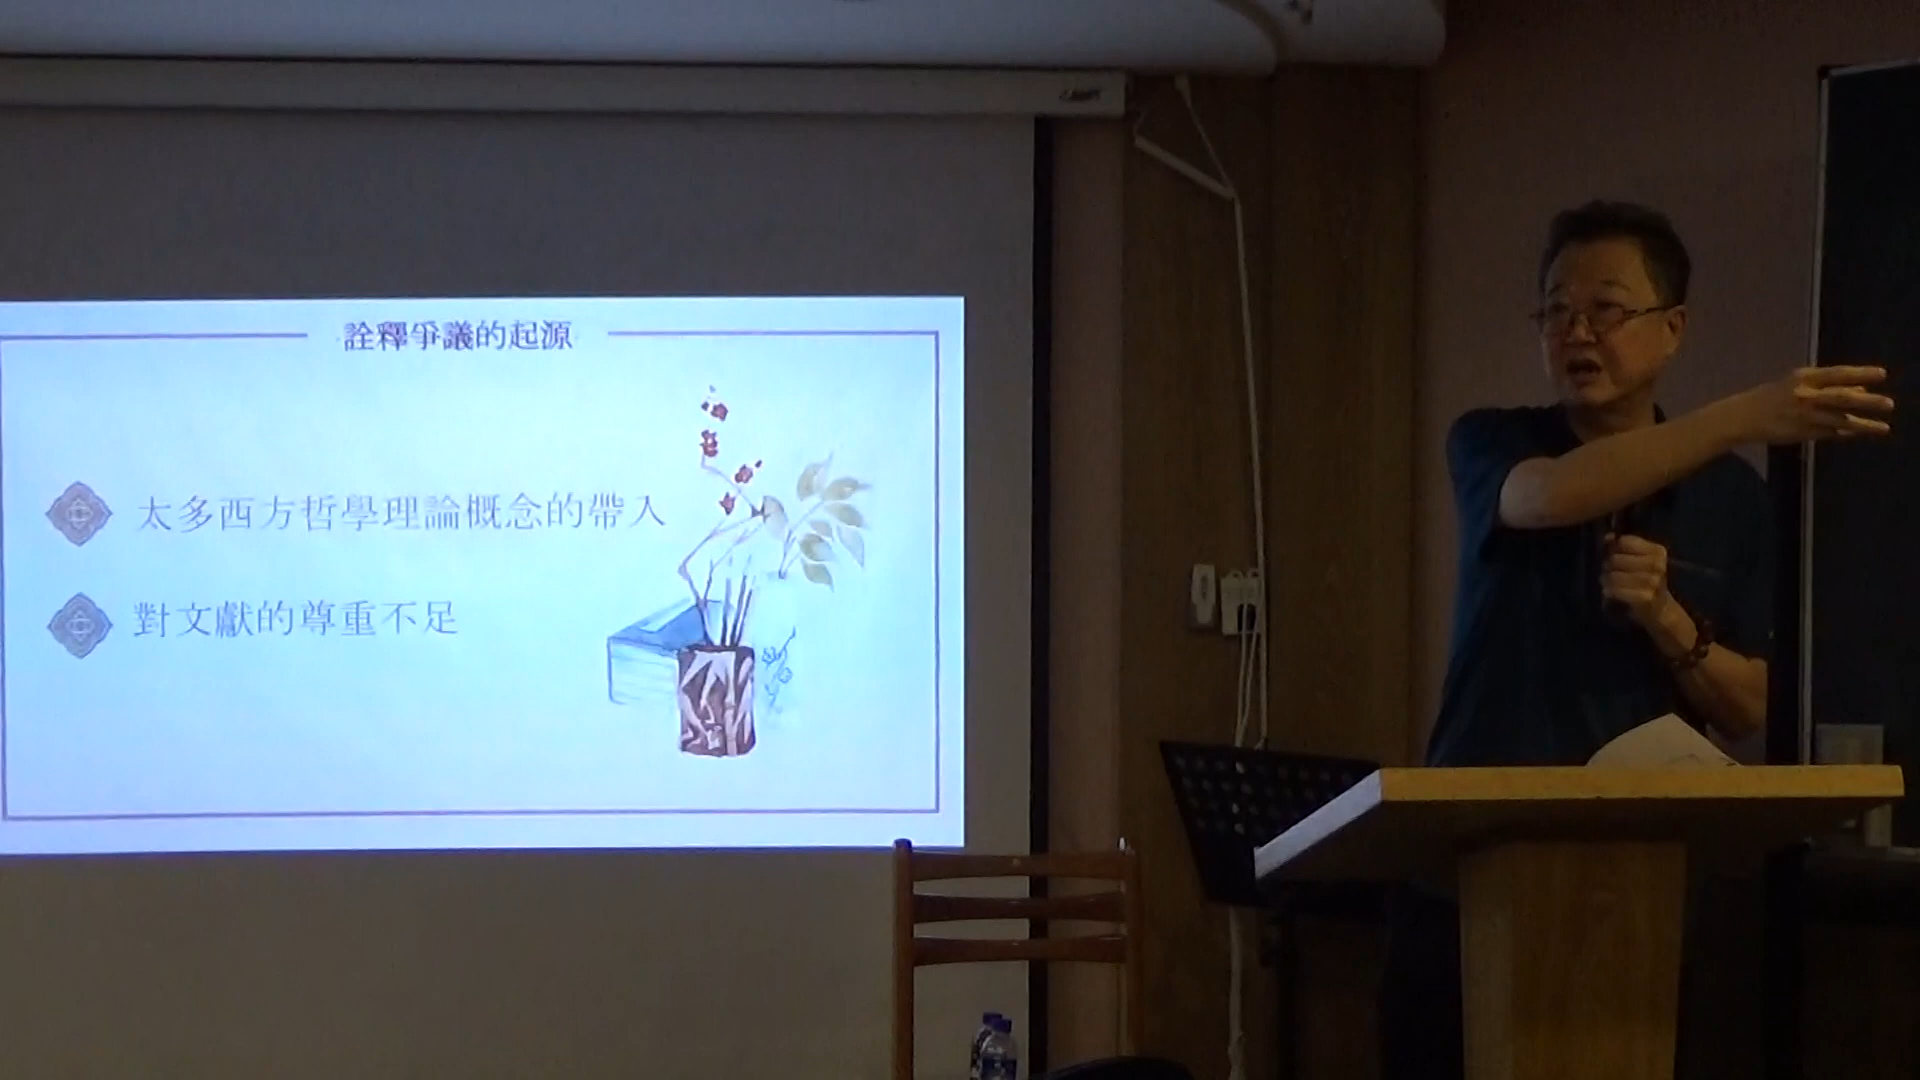 詮釋爭議的起源
太多西方哲學理論概念的帶入
對文獻的尊重不足